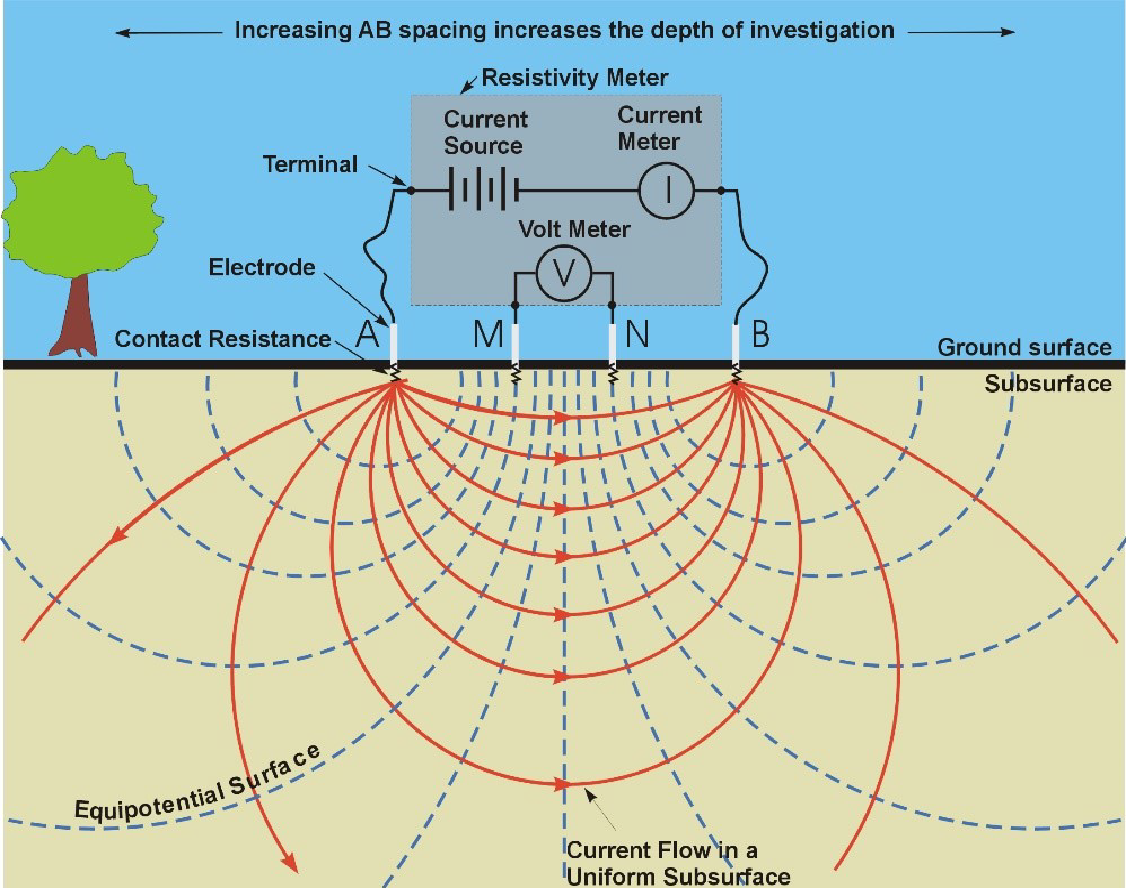 Increasing AB spacing increases the depth of investigation
Resistivity Meter
Current
Source
Current
Meter
Terminal
I
Volt Meter
V
Electrode
A
M
N
B
Contact Resistance
Ground surface
Subsurface
Equipotential Surface
Current Flow in a
Uniform Subsurface